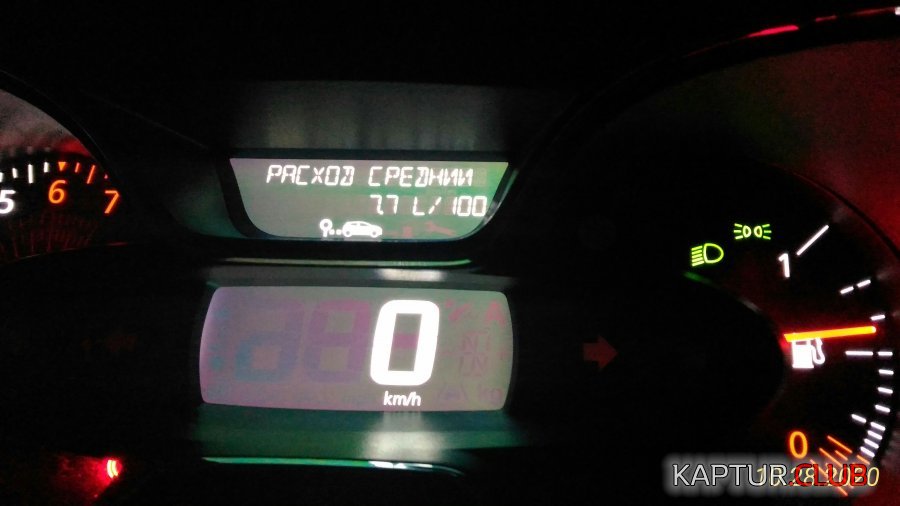 РАСХОД СРЕДНИЙ
7.7 L/100
5 6 7
0
km/h
1
0
KAPTUR CLUB